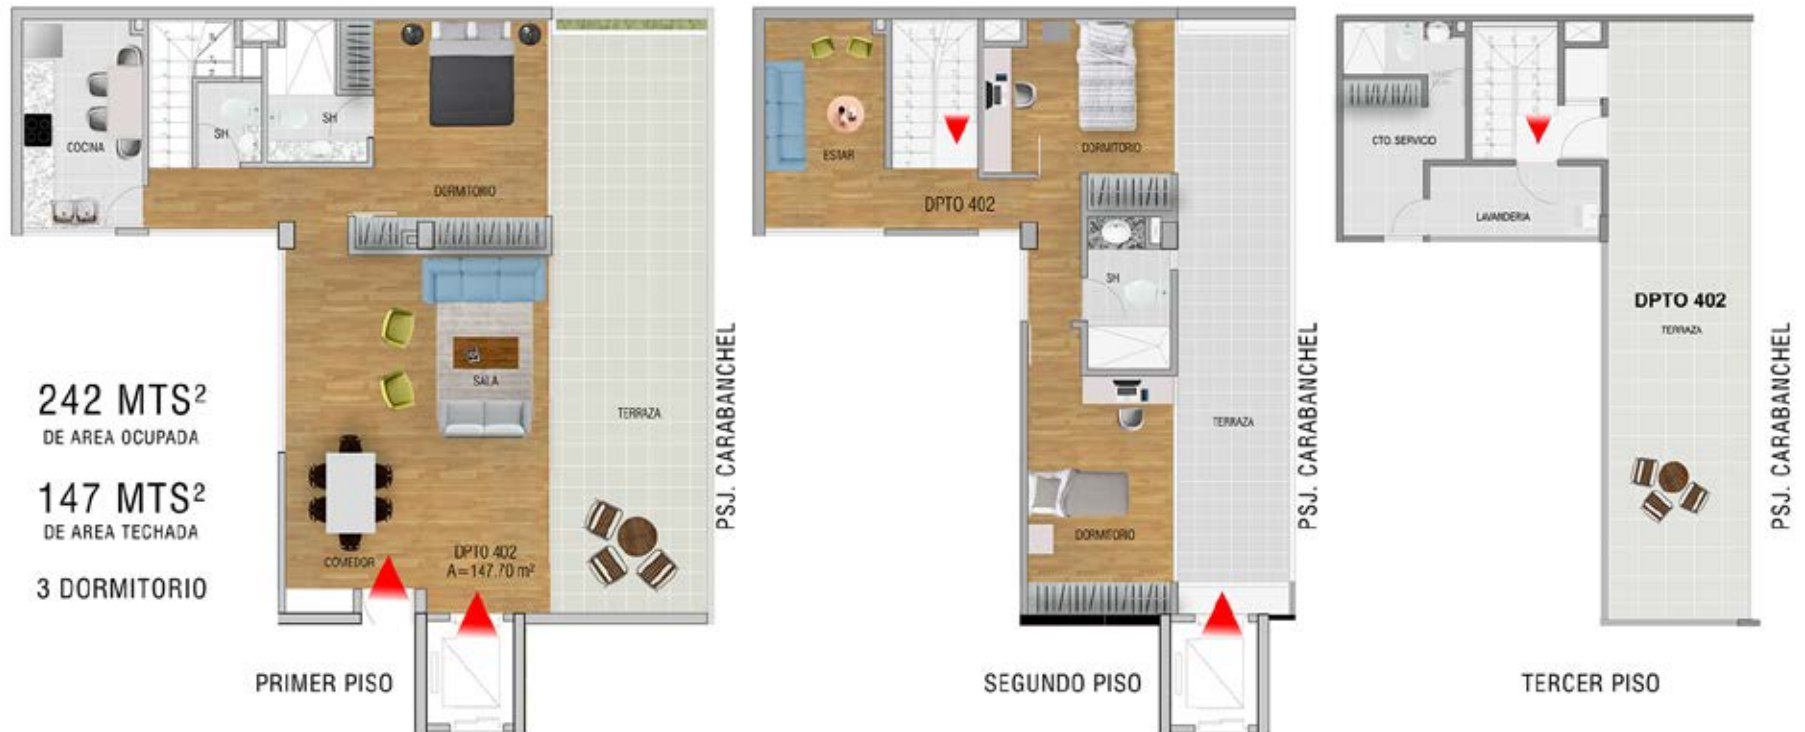 COCINA
SH
SH
DORMITORIO
SALA
TERRAZA
COMEDOR
DPTO 402
A=147.70 m²
PSJ. CARABANCHEL
242 MTS²
DE AREA OCUPADA
147 MTS²
DE AREA TECHADA
3 DORMITORIO
PRIMER PISO
ESTAR
DORMITORIO
DPTO 402
SH
TERRAZA
DORMITORIO
PSJ. CARABANCHEL
SEGUNDO PISO
CTO. SERVICIO
LAVANDERIA
DPTO 402
TERRAZA
PSJ. CARABANCHEL
TERCER PISO